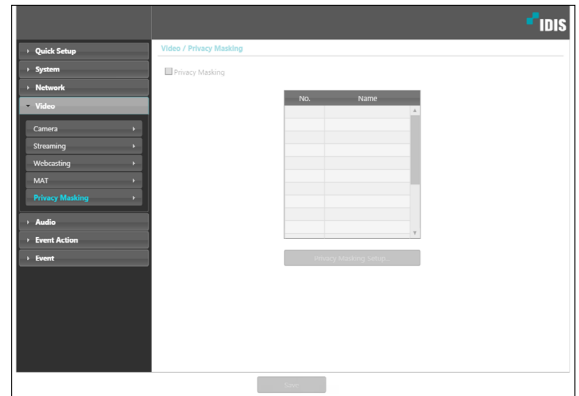 IDIS
Quick Setup
System
Network
Video
Camera
Streaming
Webcasting
MAT
Privacy Masking
Audio
Event Action
Event
Video / Privacy Masking
Privacy Masking
No. Name
Privacy Masking Setup...
Save